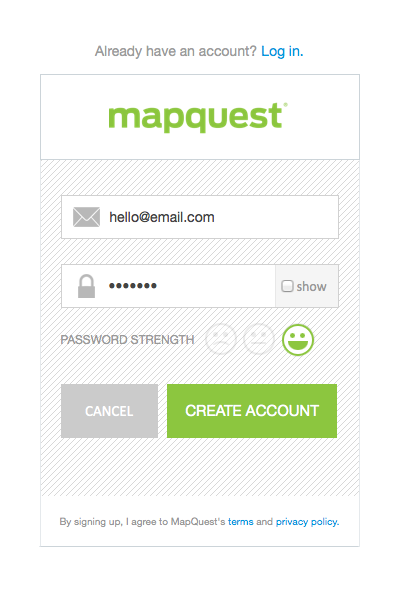 Already have an account? Log in.
mapquest®
hello@email.com
•••••••
show
PASSWORD STRENGTH
CANCEL
CREATE ACCOUNT
By signing up, I agree to MapQuest's terms and privacy policy.